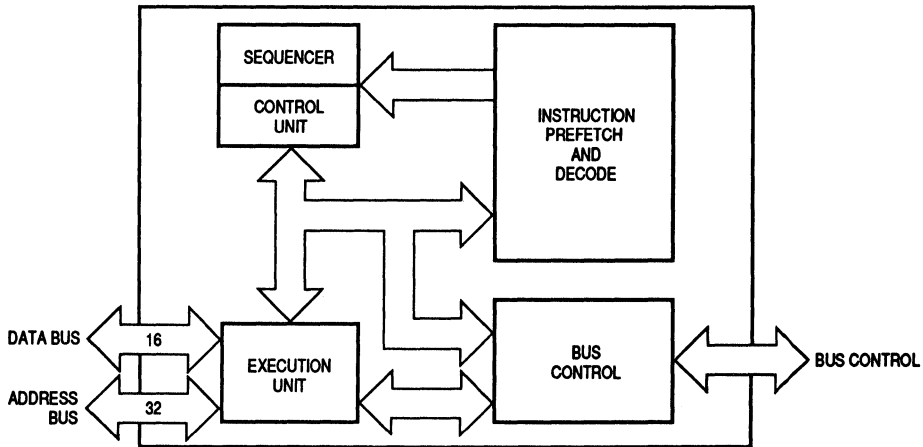 SEQUENCER
CONTROL
UNIT
INSTRUCTION
PREFETCH
AND
DECODE
DATA BUS
16
ADDRESS
BUS
32
EXECUTION
UNIT
BUS
CONTROL
BUS CONTROL